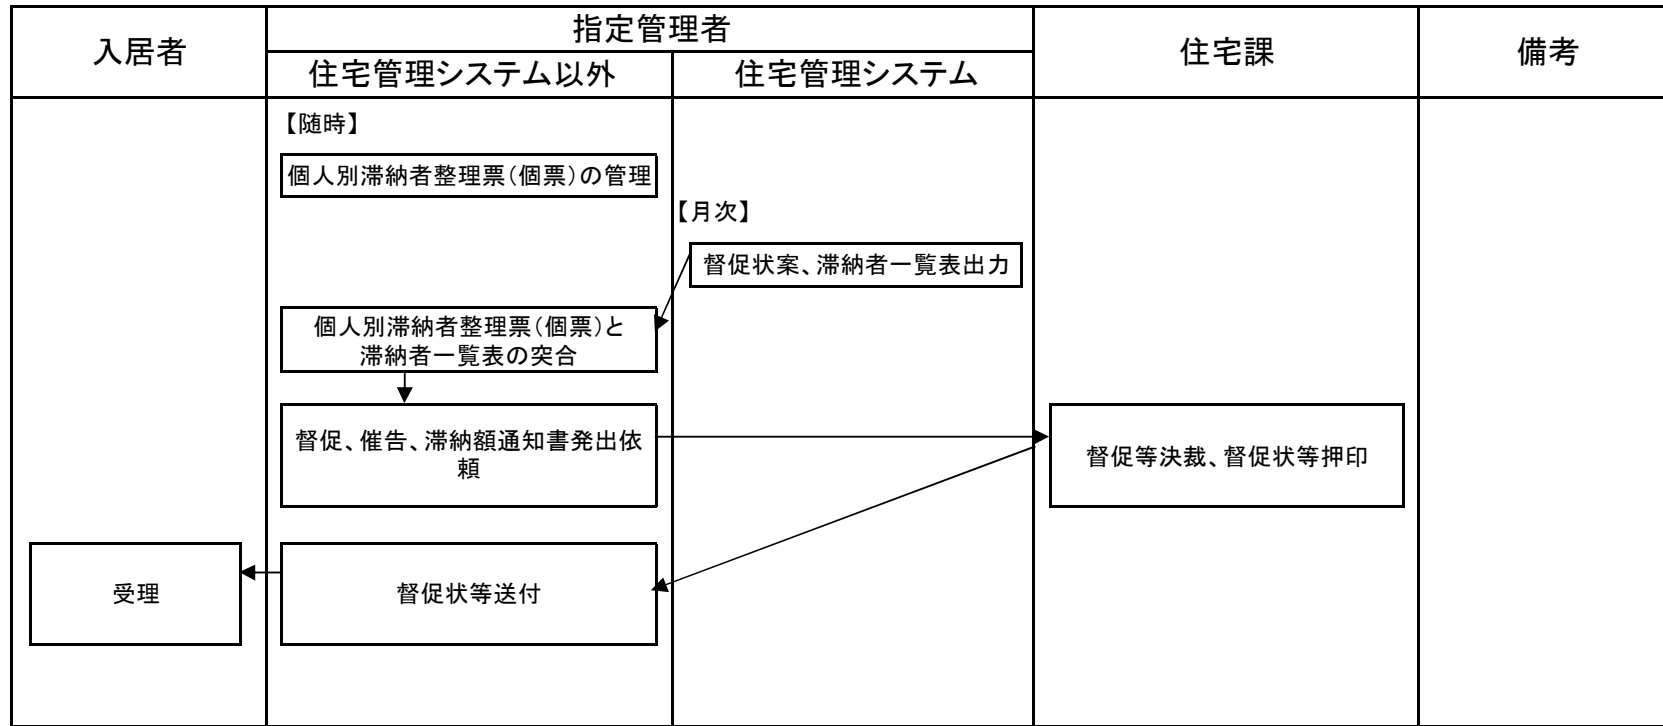 入居者
指定管理者
住宅課
備考
住宅管理システム以外
住宅管理システム
【随時】
個人別滞納者整理票(個票)の管理
【月次】
督促状案、滞納者一覧表出力
個人別滞納者整理票(個票)と
滞納者一覧表の突合
督促、催告、滞納額通知書発出依
頼
督促等決裁、督促状等押印
受理
督促状等送付